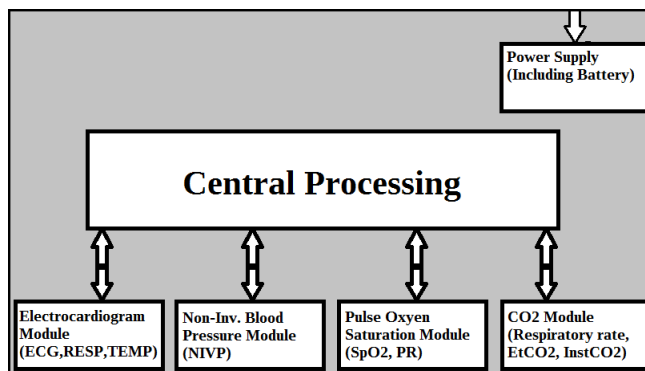 Power Supply
(Including Battery)
Central Processing
Electrocardiogram
Module
(ECG,RESP,TEMP)
Non-Inv. Blood
Pressure Module
(NIVP)
Pulse Oxyen
Saturation Module
(SpO2, PR)
CO2 Module
(Respiratory rate,
EtCO2, InstCO2)